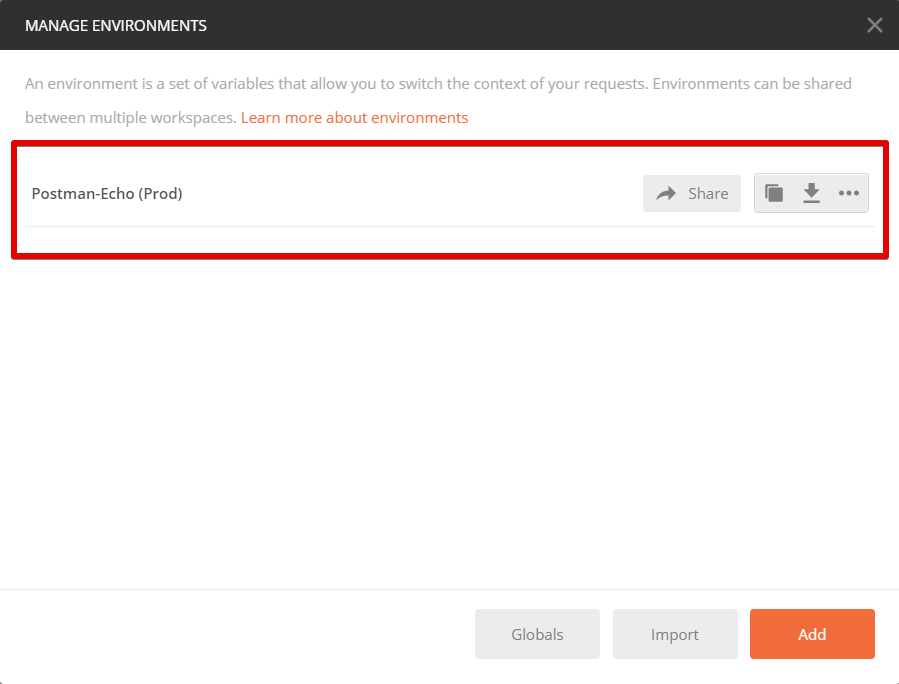 MANAGE ENVIRONMENTS
An environment is a set of variables that allow you to switch the context of your requests. Environments can be shared
between multiple workspaces. Learn more about environments
Postman-Echo (Prod)
Share
Globals
Import
Add